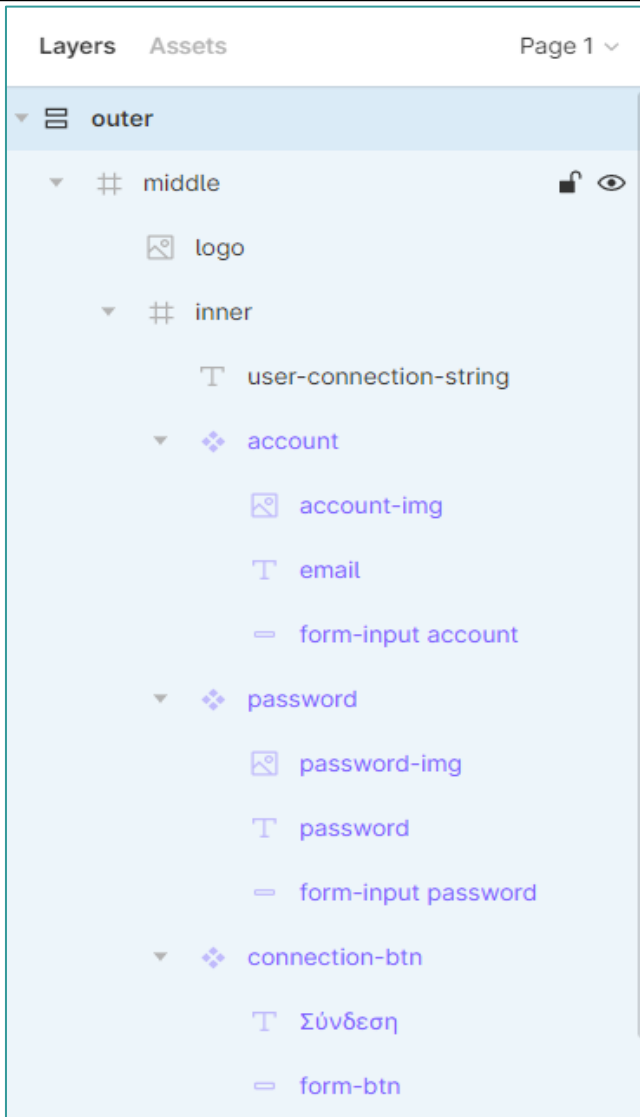 Layers Assets Page 1
outer
middle
logo
inner
user-connection-string
account
account-img
email
form-input account
password
password-img
password
form-input password
connection-btn
Σύνδεση
form-btn